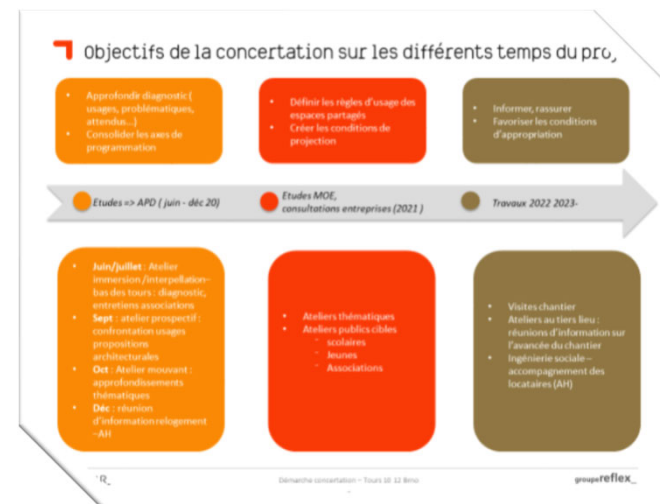 Objectifs de la concertation sur les différents temps du
• Approfondir diagnostic (
usages, problématiques,
attendus...)
• Consolider les axes de
programmation
• Définir les règles d'usage des
espaces partagés
• Créer les conditions de
projection
• Informer, rassurer
• Favoriser les conditions
d'appropriation
Etudes => APD ( juin - déc 20)
Etudes MOE,
consultations entreprises (2021 )
Travaux 2022 2023-
• Juin/juillet : Atelier
immersion /interpellation–
bas des tours : diagnostic,
entretiens associations
• Sept : atelier prospectif :
confrontation usages
propositions
architecturales
• Oct : Atelier mouvant :
approfondissements
thématiques
• Déc : réunion
d'information relogement
–AH
• Ateliers thématiques
• Ateliers publics cibles
- scolaires
- Jeunes
- Associations
• Visites chantier
• Ateliers au tiers lieu :
réunions d'information sur
l'avancée du chantier
• Ingénierie sociale –
accompagnement des
locataires (AH)
Démarche concertation – Tours 10 12
groupereflex_